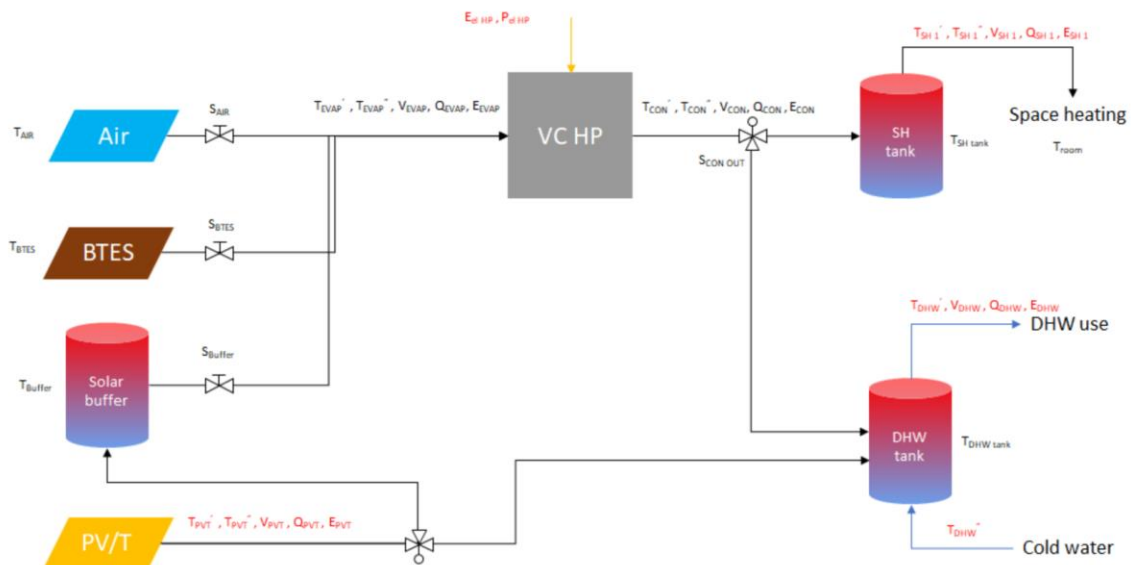 E_el HP , P_el HP
T_SH 1´ , T_SH 1˝ , V_SH 1, Q_SH 1, E_SH 1
T_AIR
Air
S_AIR
T_EVAP´ , T_EVAP˝ , V_EVAP, Q_EVAP, E_EVAP
VC HP
T_CON´ , T_CON˝ , V_CON, Q_CON, E_CON
S_CON OUT
SH
tank
T_SH tank
Space heating
T_room
T_BTES
BTES
S_BTES
T_Buffer
Solar
buffer
S_Buffer
T_DHW´ , V_DHW, Q_DHW, E_DHW
DHW use
DHW
tank
T_DHW tank
PV/T
T_PVT´ , T_PVT˝ , V_PVT, Q_PVT, E_PVT
T_DHW˝
Cold water